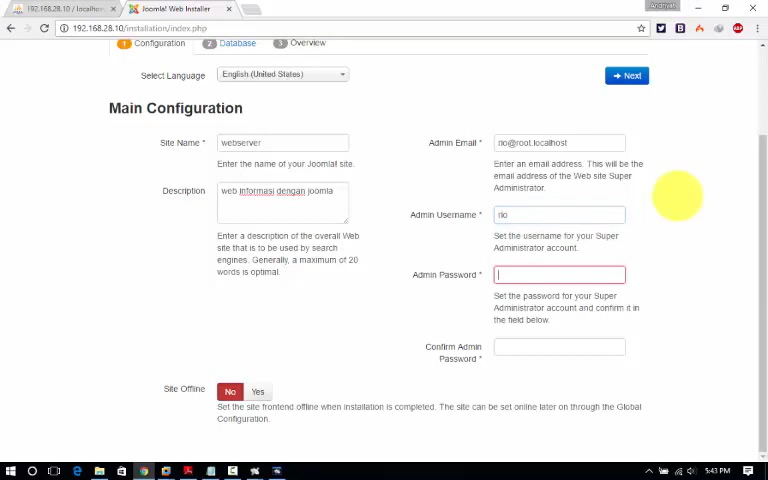 Andriyan
192.168.28.10 / localhos
Joomla! Web Installer
192.168.28.10/installation/index.php
1 Configuration 2 Database 3 Overview
Select Language English (United States) Next
Main Configuration
Site Name * webserver
Enter the name of your Joomla! site.
Description web informasi dengan joomla
Enter a description of the overall Web
site that is to be used by search
engines. Generally, a maximum of 20
words is optimal.
Admin Email * rio@root.localhost
Enter an email address. This will be the
email address of the Web site Super
Administrator.
Admin Username * rio
Set the username for your Super
Administrator account.
Admin Password *
Set the password for your Super
Administrator account and confirm it in
the field below.
Confirm Admin
Password *
Site Offline No Yes
Set the site frontend offline when installation is completed. The site can be set online later on through the Global
Configuration.
5:43 PM